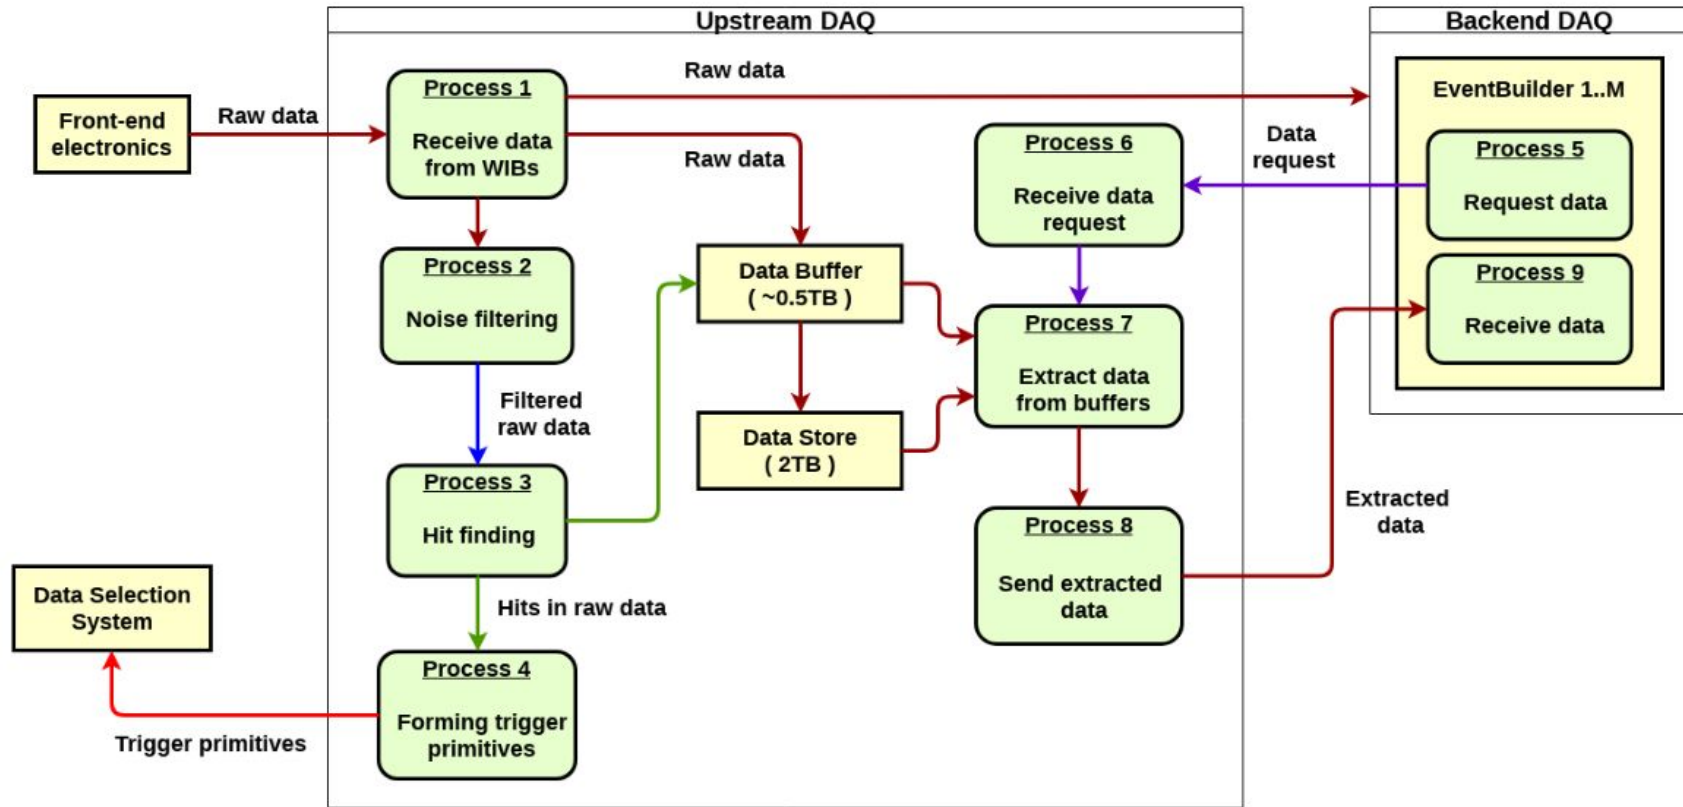 Upstream DAQ
Backend DAQ
Front-end
electronics
Raw data
Process 1
Receive data
from WIBs
Raw data
Raw data
Process 2
Noise filtering
Filtered
raw data
Process 3
Hit finding
Hits in raw data
Process 4
Forming trigger
primitives
Trigger primitives
Data Selection
System
Data Buffer
( ~0.5TB )
Data Store
( 2TB )
Process 6
Receive data
request
Process 7
Extract data
from buffers
Process 8
Send extracted
data
Data
request
Extracted
data
EventBuilder 1..M
Process 5
Request data
Process 9
Receive data